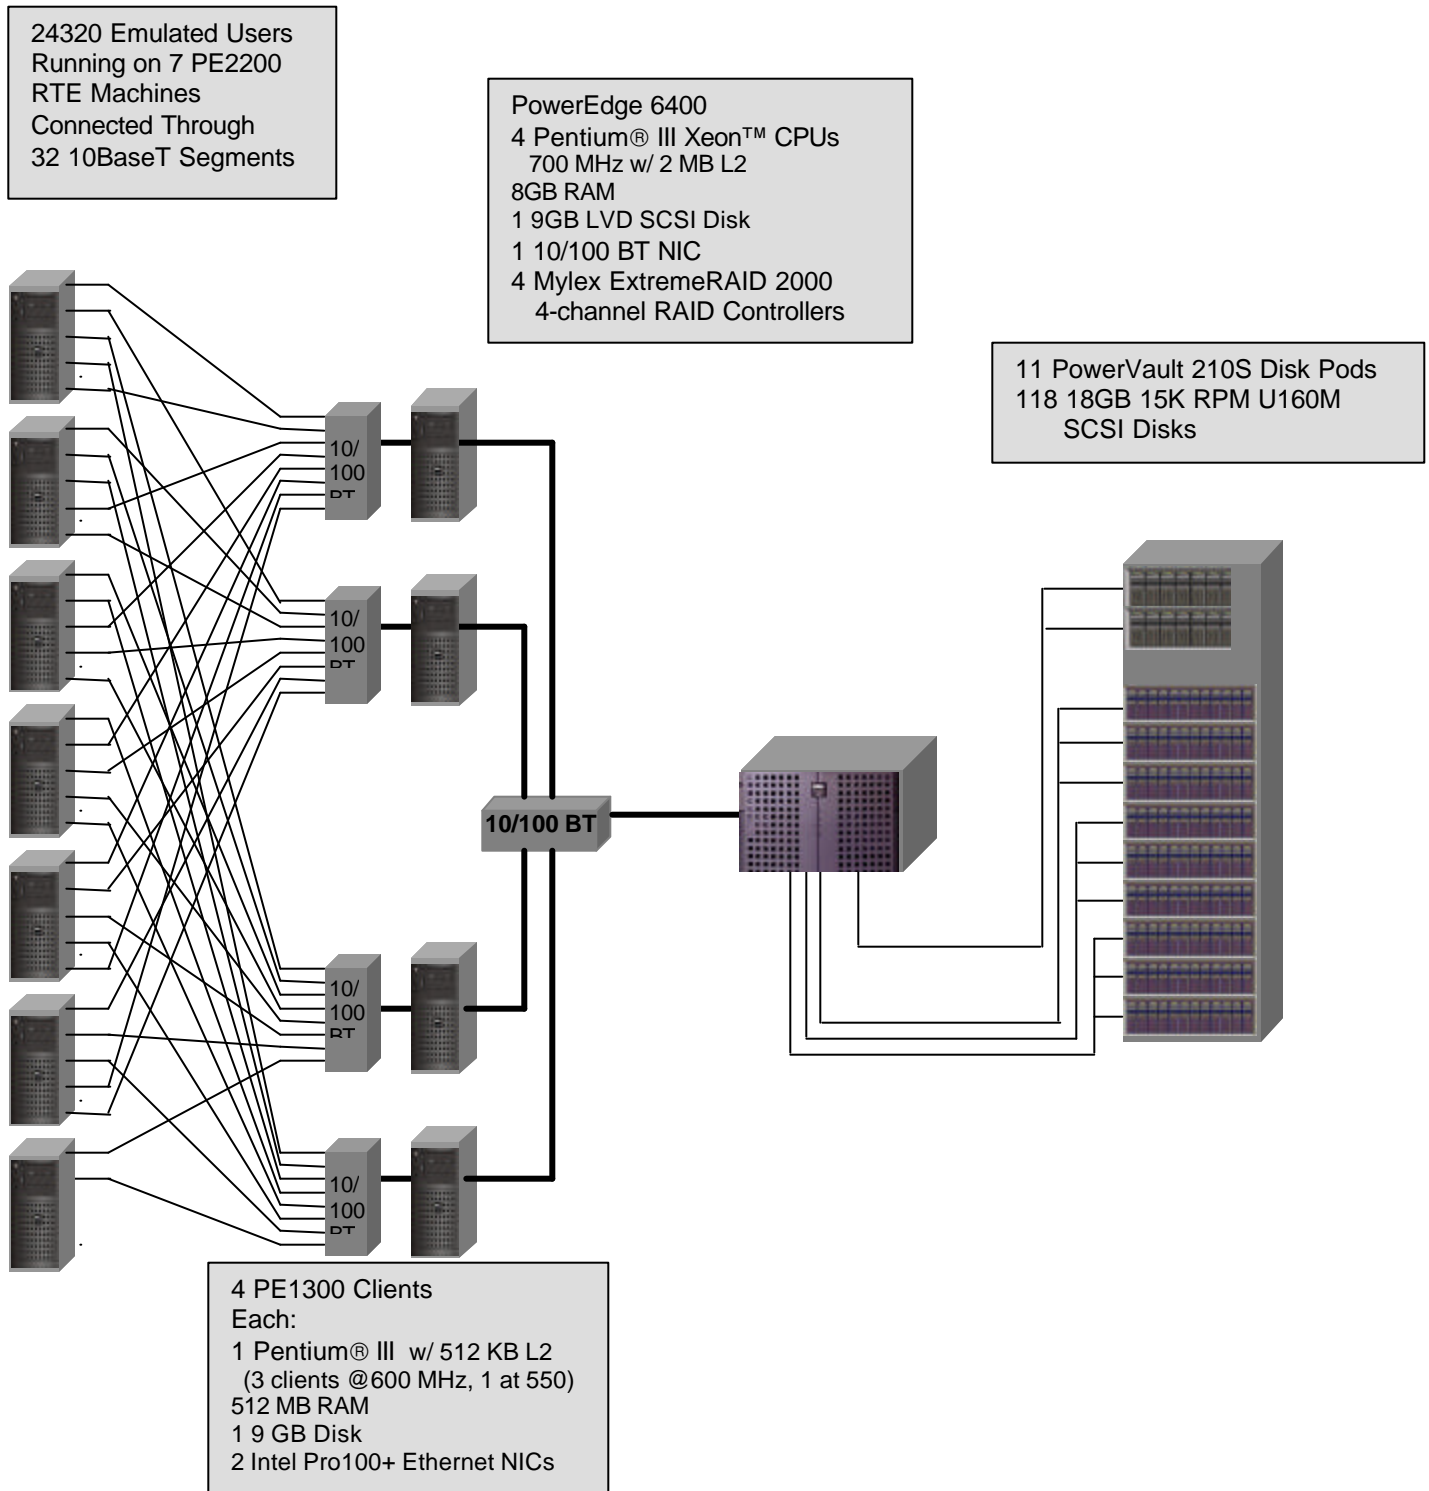 24320 Emulated Users
Running on 7 PE2200
RTE Machines
Connected Through
32 10BaseT Segments
PowerEdge 6400
4 Pentium® III Xeon™ CPUs
700 MHz w/ 2 MB L2
8GB RAM
1 9GB LVD SCSI Disk
1 10/100 BT NIC
4 Mylex ExtremeRAID 2000
4-channel RAID Controllers
11 PowerVault 210S Disk Pods
118 18GB 15K RPM U160M
SCSI Disks
10/
100
BT
10/
100
BT
10/100 BT
10/
100
BT
10/
100
BT
4 PE1300 Clients
Each:
1 Pentium® III w/ 512 KB L2
(3 clients @600 MHz, 1 at 550)
512 MB RAM
1 9 GB Disk
2 Intel Pro100+ Ethernet NICs